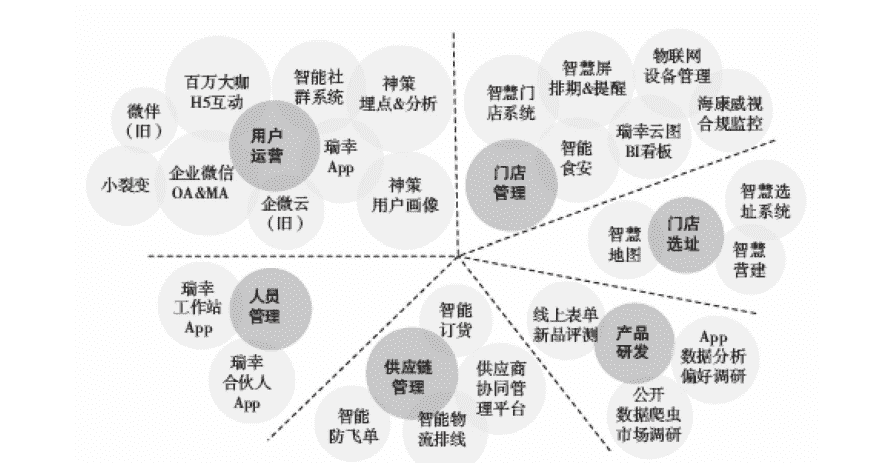 百万大咖
H5互动
智能社
群系统
神策
埋点&分析
微伴
（旧）
用户
运营
瑞幸
App
小裂变
企业微信
OA&MA
企微云
（旧）
神策
用户画像
智慧门
店系统
智慧屏
排期&提醒
物联网
设备管理
海康威视
合规监控
智能
食安
瑞幸云图
BI看板
门店
管理
智慧选
址系统
门店
选址
智慧
地图
智慧
营建
瑞幸
工作站
App
人员
管理
瑞幸
合伙人
App
智能
订货
供应链
管理
供应商
协同管
理平台
智能
防飞单
智能物
流排线
线上表单
新品评测
产品
研发
App
数据分析
偏好调研
公开
数据爬虫
市场调研